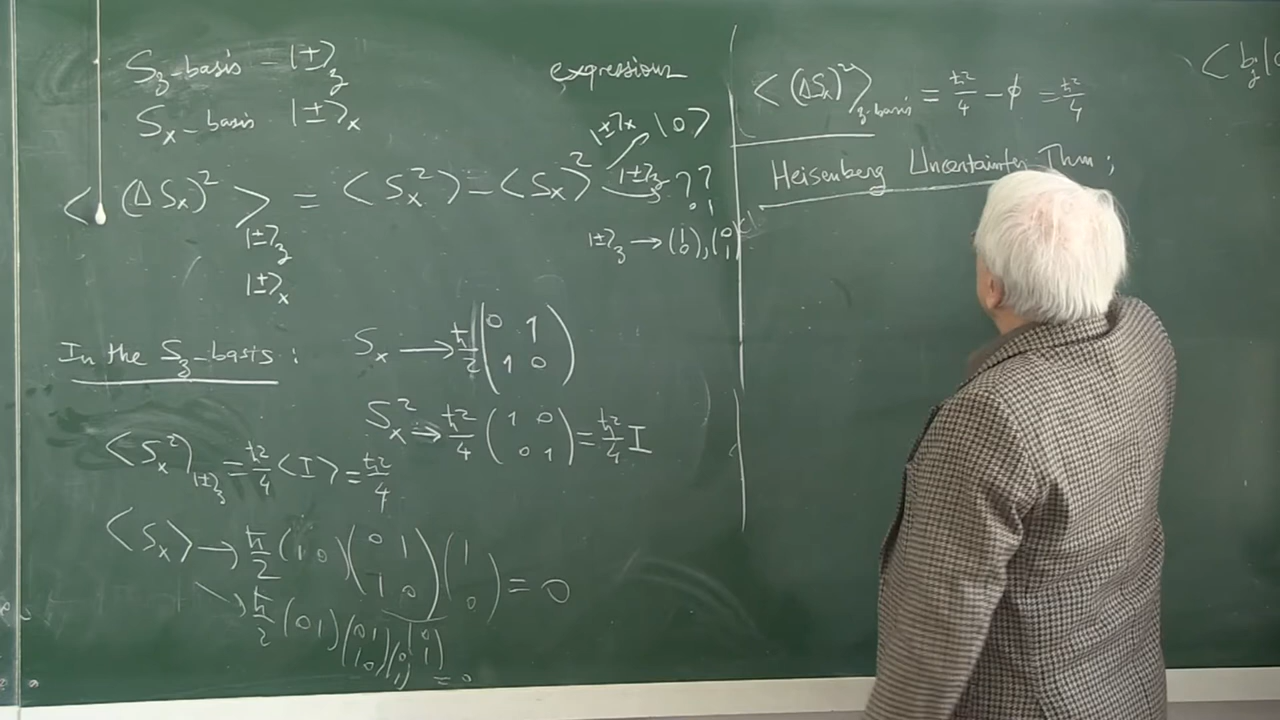 S_z-basis – |±⟩_z
S_x-basis |±⟩_x
expressions
⟨(ΔS_x)²⟩ = ⟨S_x²⟩ – ⟨S_x⟩²
|±⟩_z
|±⟩_x
|±⟩_x |0⟩
|±⟩_z ??
|±⟩_z → (1 0), (0 1)
In the S_z-basis :
S_x → ħ/2 (0 1 1 0)
S_x² → ħ²/4 (1 0 0 1) = ħ²/4 I
⟨S_x²⟩_|±⟩_z = ħ²/4 ⟨I⟩ = ħ²/4
⟨S_x⟩ → ħ/2 (1 0) (0 1 1 0) (1 0) = 0
ħ/2 (0 1) (0 1 1 0) (0 1) = 0
⟨(ΔS_x)²⟩_z-basis = ħ²/4 – ϕ = ħ²/4
Heisenberg Uncertainty Thm ;